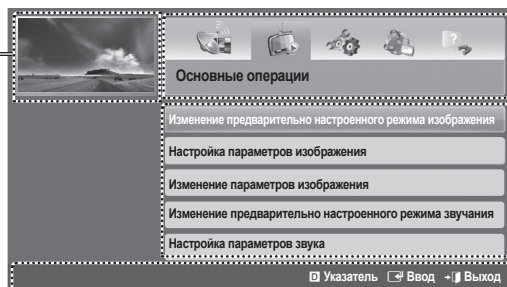 Основные операции
Изменение предварительно настроенного режима изображения
Настройка параметров изображения
Изменение параметров изображения
Изменение предварительно настроенного режима звучания
Настройка параметров звука
D Указатель Ввод Выход